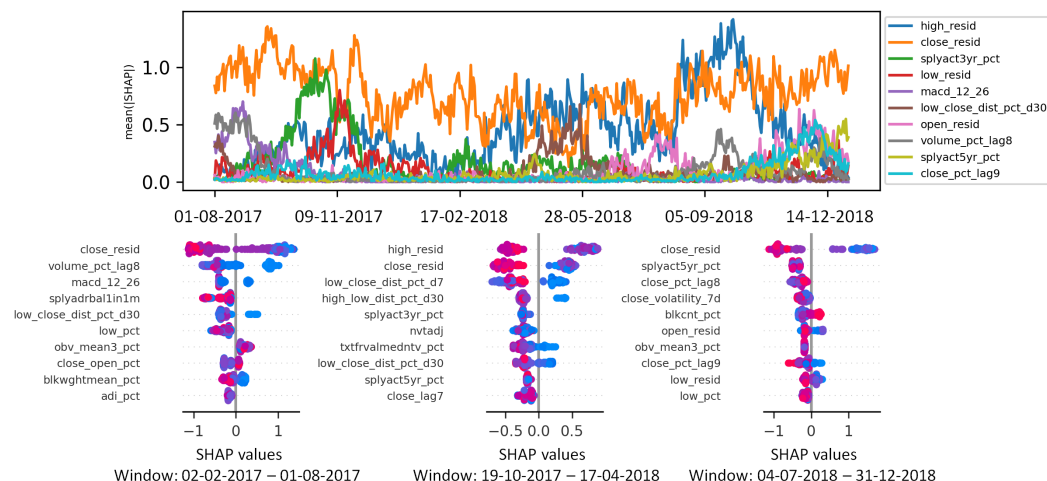 mean(|SHAP|)
1.0
0.5
0.0
01-08-2017 09-11-2017 17-02-2018 28-05-2018 05-09-2018 14-12-2018
high_resid
close_resid
splyact3yr_pct
low_resid
macd_12_26
low_close_dist_pct_d30
open_resid
volume_pct_lag8
splyact5yr_pct
close_pct_lag9
close_resid
volume_pct_lag8
macd_12_26
splyadrbal1in1m
low_close_dist_pct_d30
low_pct
obv_mean3_pct
close_open_pct
blkwghtmean_pct
adi_pct
−1 0 1
SHAP values
Window: 02-02-2017 – 01-08-2017
high_resid
close_resid
low_close_dist_pct_d7
high_low_dist_pct_d30
splyact3yr_pct
nvtadj
txtfrvalmedntv_pct
low_close_dist_pct_d30
splyact5yr_pct
close_lag7
−0.5 0.0 0.5
SHAP values
Window: 19-10-2017 – 17-04-2018
close_resid
splyact5yr_pct
close_pct_lag8
close_volatility_7d
blkcnt_pct
open_resid
obv_mean3_pct
close_pct_lag9
low_resid
low_pct
−1 0 1
SHAP values
Window: 04-07-2018 – 31-12-2018